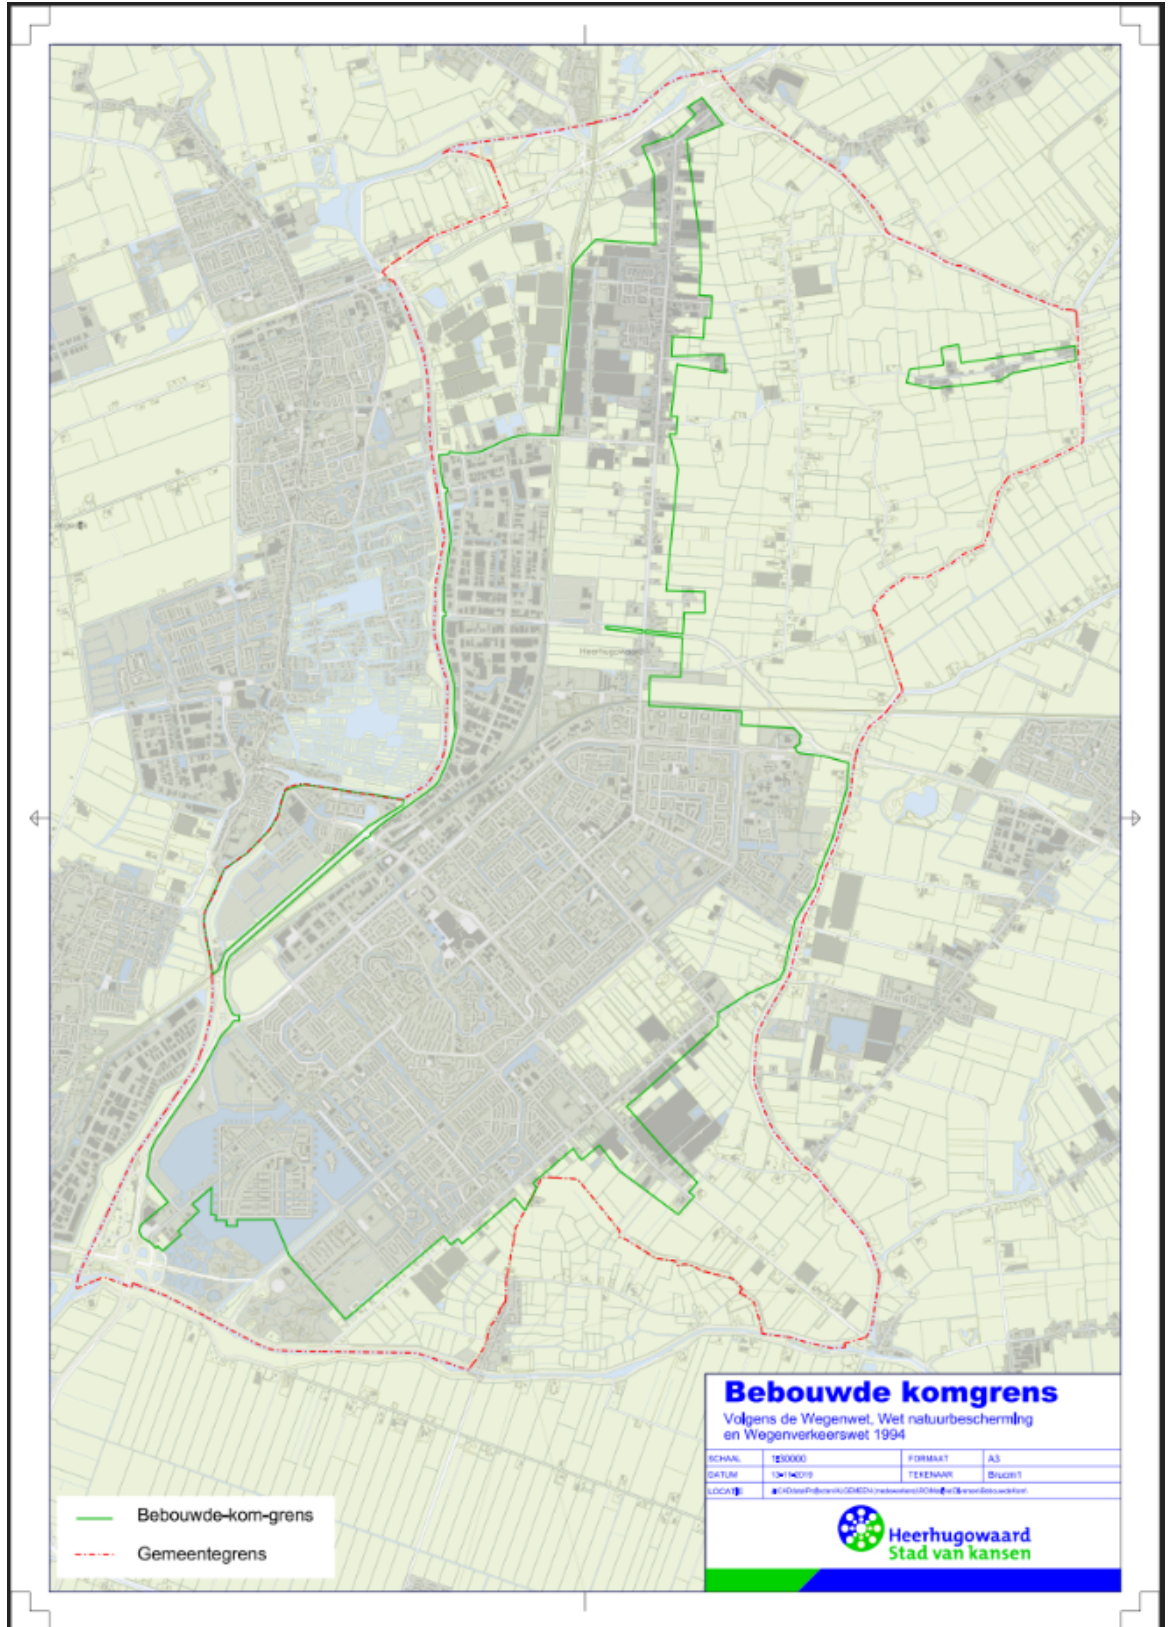 Heerhugowaard
Bebouwde komgrens
Volgens de Wegenwet, Wet natuurbescherming
en Wegenverkeerswet 1994
SCHAAL
FORMAAT A3
DATUM
TEKENAAR Brucm1
LOCATIE
Heerhugowaard
Stad van kansen
Bebouwde-kom-grens
Gemeentegrens